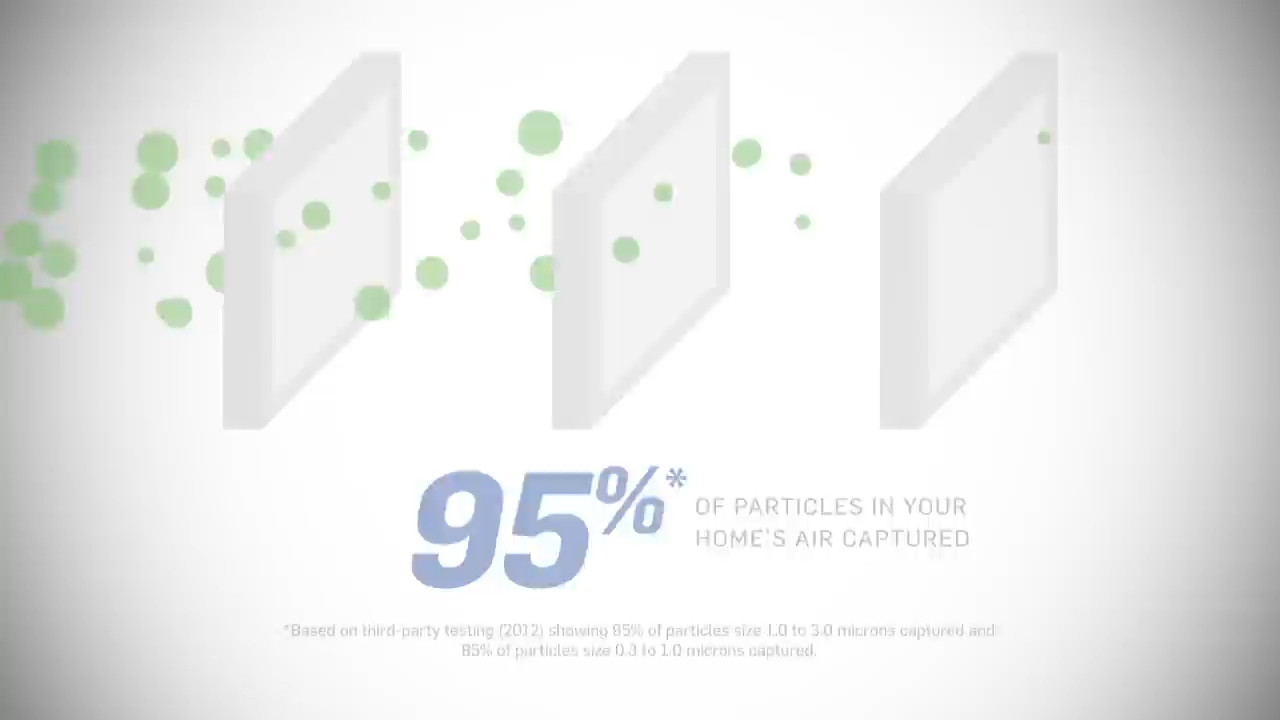 95%* OF PARTICLES IN YOUR
HOME'S AIR CAPTURED
*Based on third-party testing (2012) showing 95% of particles size 1.0 to 3.0 microns captured and
85% of particles size 0.3 to 1.0 microns captured.